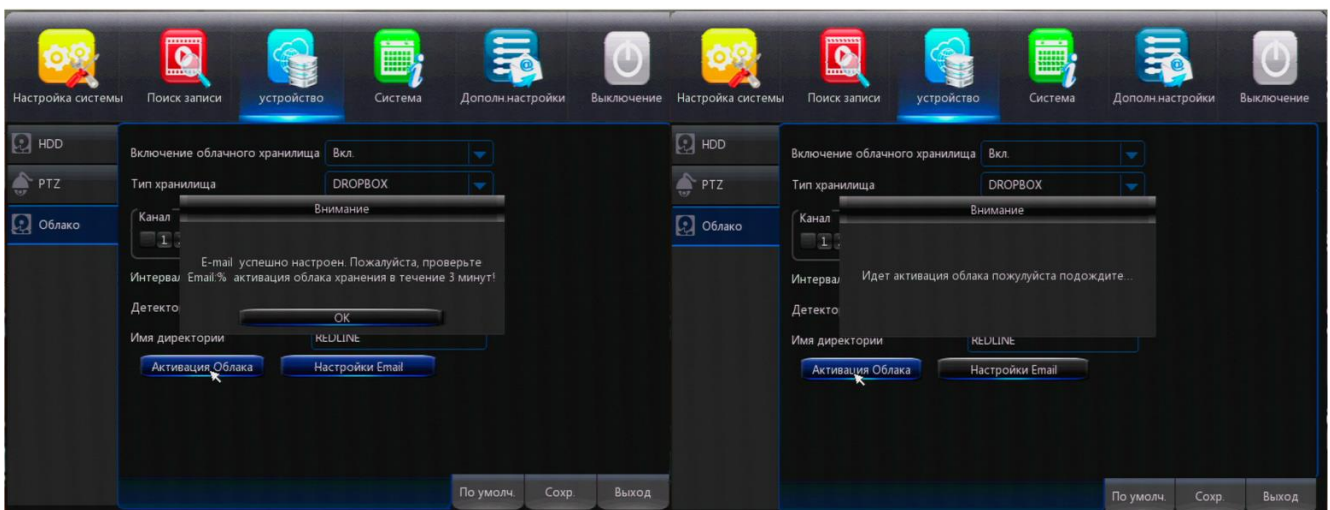 Настройка системы
Поиск записи
устройство
Система
Дополн.настройки
Выключение
HDD
PTZ
Облако
Включение облачного хранилища
Вкл.
Тип хранилища
DROPBOX
Внимание
Канал
1
E-mail успешно настроен. Пожалуйста, проверьте
Email:% активация облака хранения в течение 3 минут!
Интервал
Детекто
OK
Имя директории
REDLINE
Активация Облака
Настройки Email
По умолч.
Сохр.
Выход
Настройка системы
Поиск записи
устройство
Система
Дополн.настройки
Выключение
HDD
PTZ
Облако
Включение облачного хранилища
Вкл.
Тип хранилища
DROPBOX
Внимание
Канал
1
Идет активация облака пожулуйста подождите...
Интервал
Детекто
Имя директории
REDLINE
Активация Облака
Настройки Email
По умолч.
Сохр.
Выход